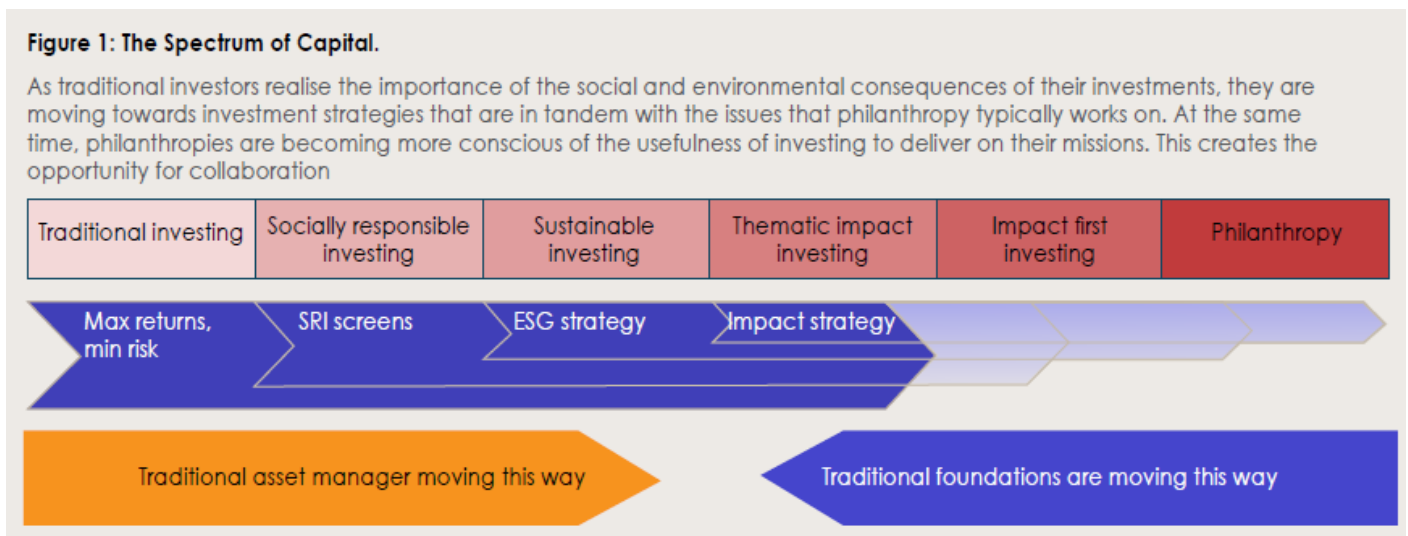 Figure 1: The Spectrum of Capital.
As traditional investors realise the importance of the social and environmental consequences of their investments, they are
moving towards investment strategies that are in tandem with the issues that philanthropy typically works on. At the same
time, philanthropies are becoming more conscious of the usefulness of investing to deliver on their missions. This creates the
opportunity for collaboration
Traditional investing
Socially responsible
investing
Sustainable
investing
Thematic impact
investing
Impact first
investing
Philanthropy
Max returns,
min risk
SRI screens
ESG strategy
Impact strategy
Traditional asset manager moving this way
Traditional foundations are moving this way